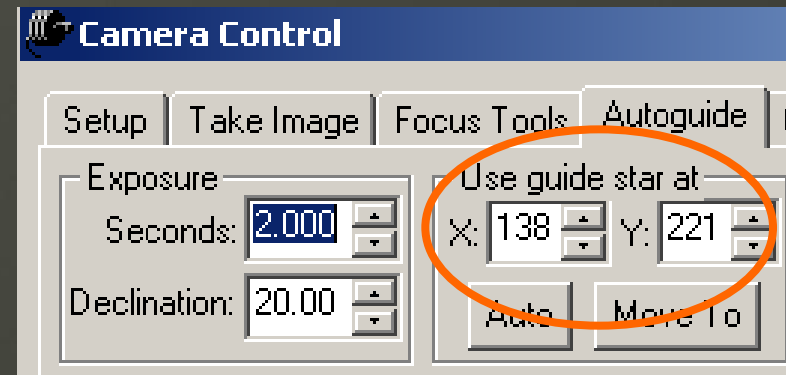 Camera Control
Setup Take Image Focus Tools Autoguide
Exposure Use guide star at
Seconds: 2.000 X: 138 Y: 221
Declination: 20.00 Auto Move To